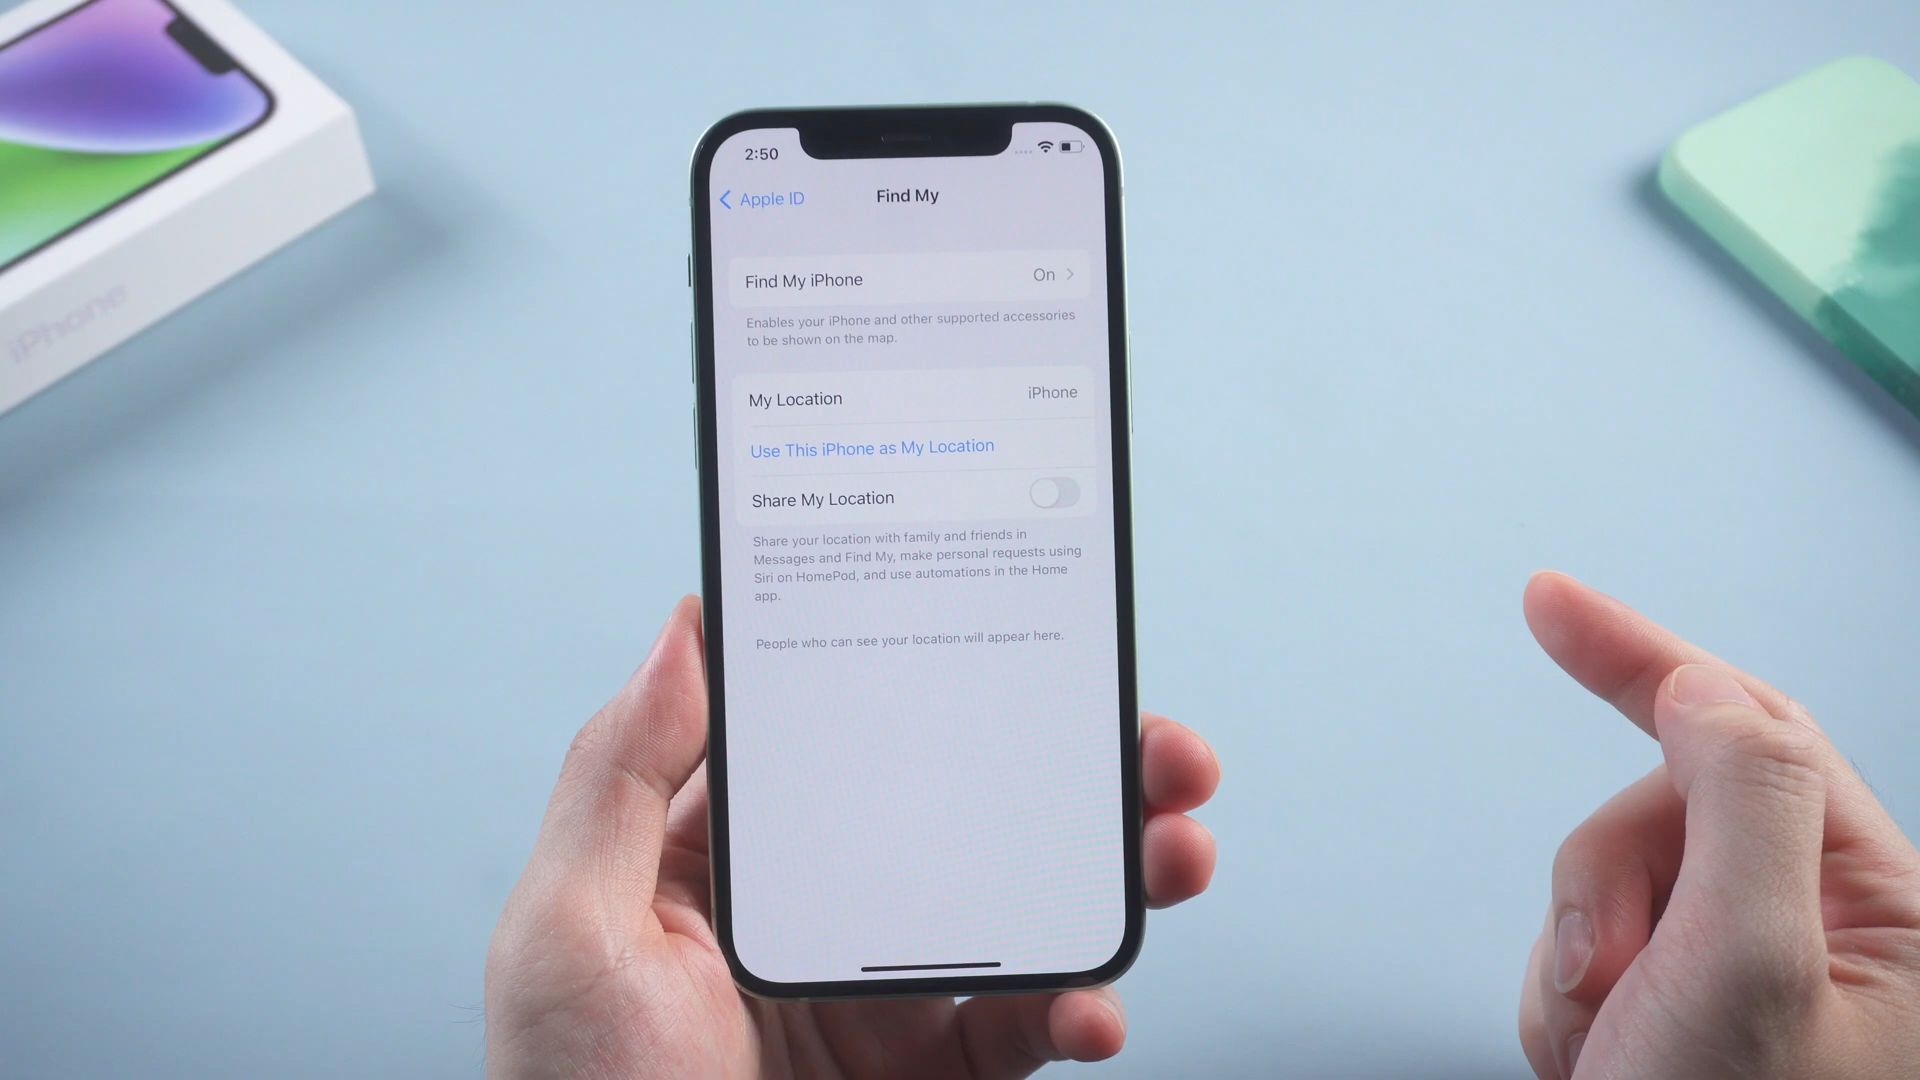 2:50
Apple ID
Find My
Find My iPhone
On
Enables your iPhone and other supported accessories
to be shown on the map.
My Location
iPhone
Use This iPhone as My Location
Share My Location
Share your location with family and friends in
Messages and Find My, make personal requests using
Siri on HomePod, and use automations in the Home
app.
People who can see your location will appear here.
iPhone